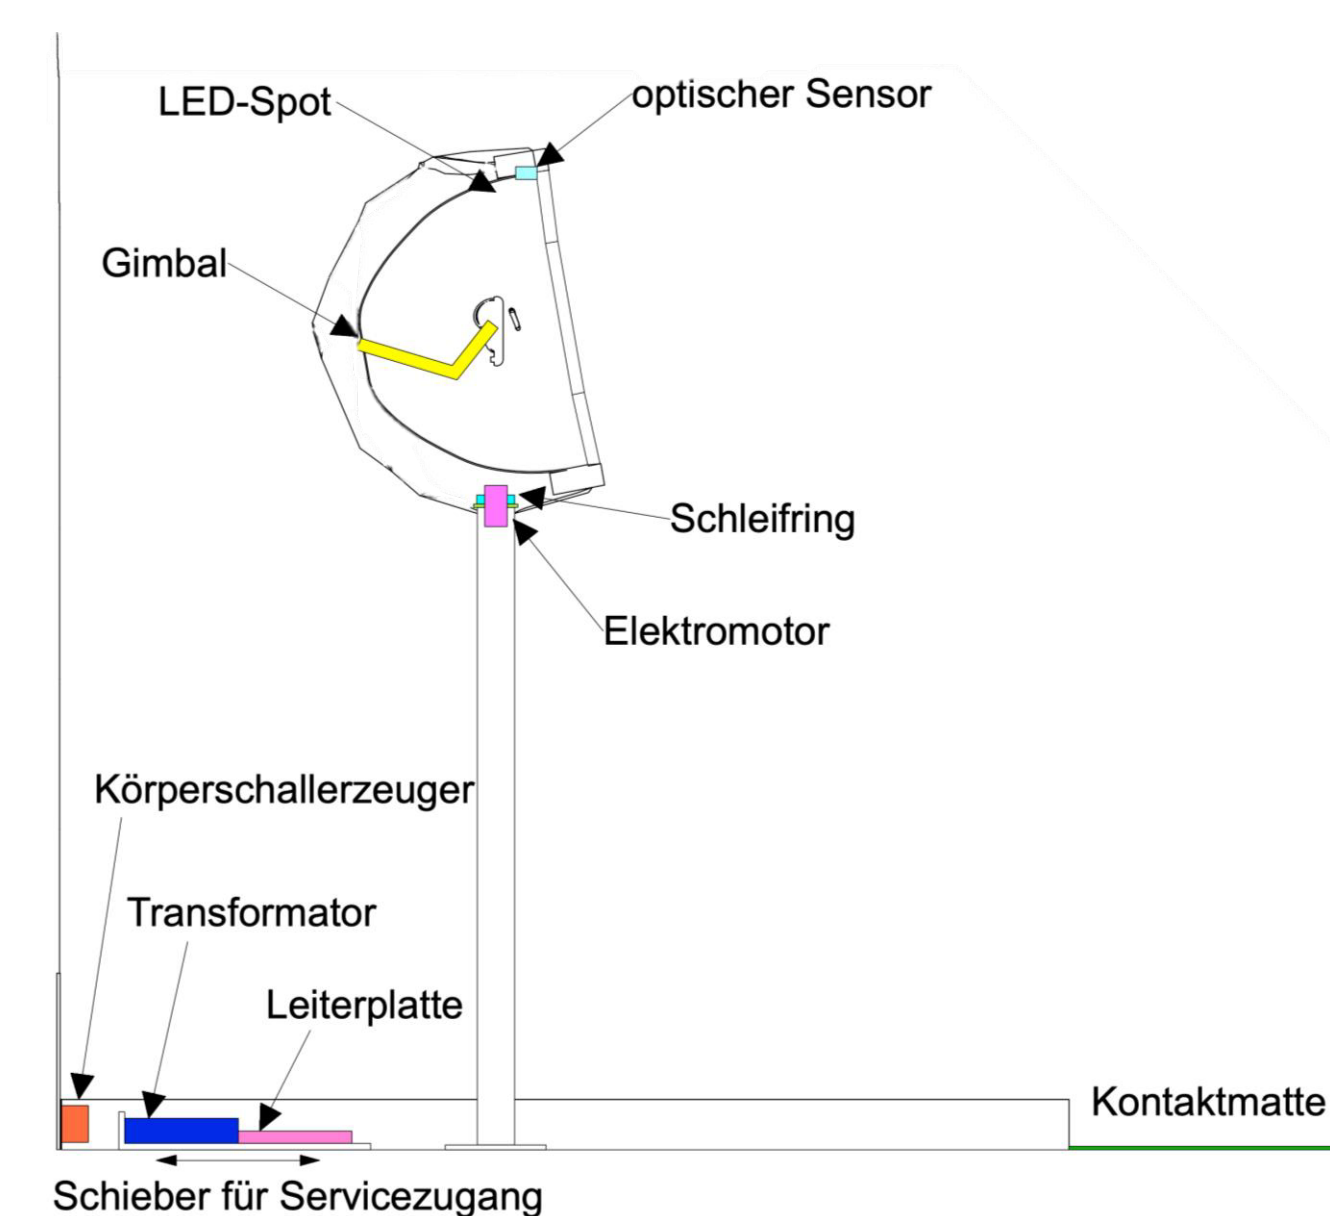 LED-Spot
optischer Sensor
Gimbal
Schleifring
Elektromotor
Körperschallerzeuger
Transformator
Leiterplatte
Kontaktmatte
Schieber für Servicezugang